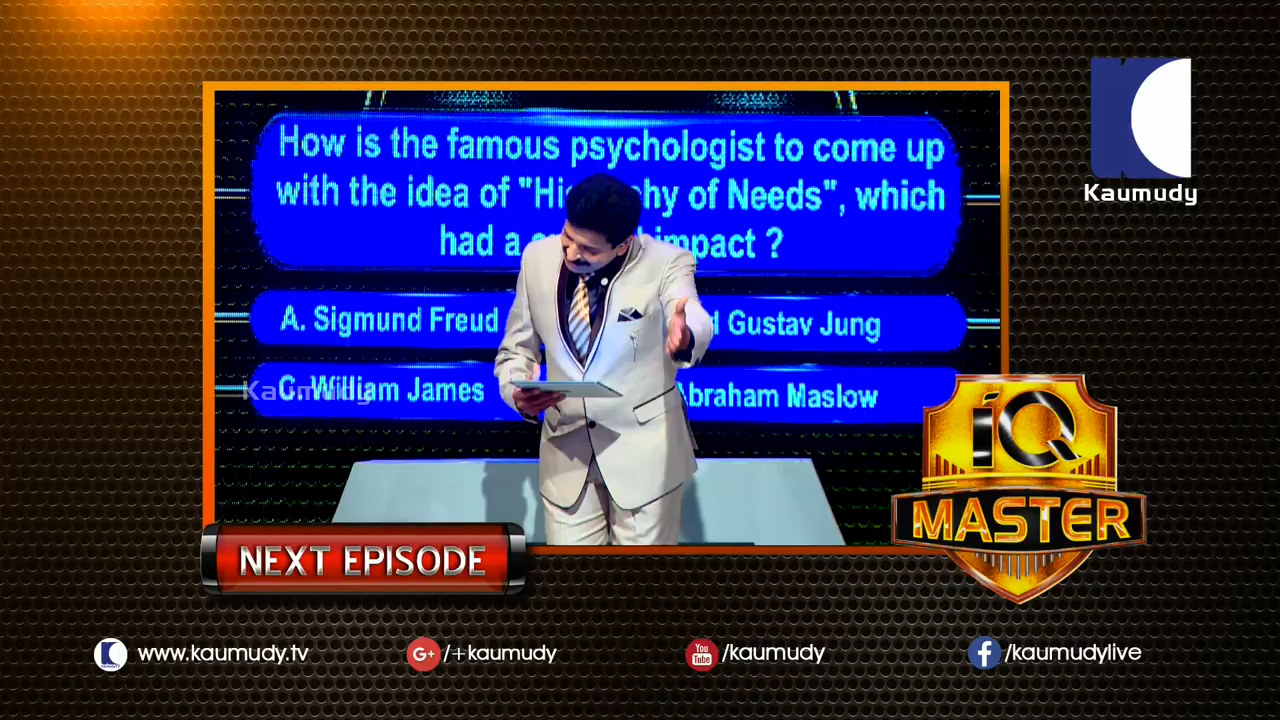 Kaumudy
How is the famous psychologist to come up
with the idea of "Hi hy of Needs", which
had a impact ?
A. Sigmund Freud
Gustav Jung
C. William James
Abraham Maslow
Kaumudy
iQ
MASTER
NEXT EPISODE
www.kaumudy.tv
G+ /+kaumudy
You
Tube /kaumudy
f /kaumudylive